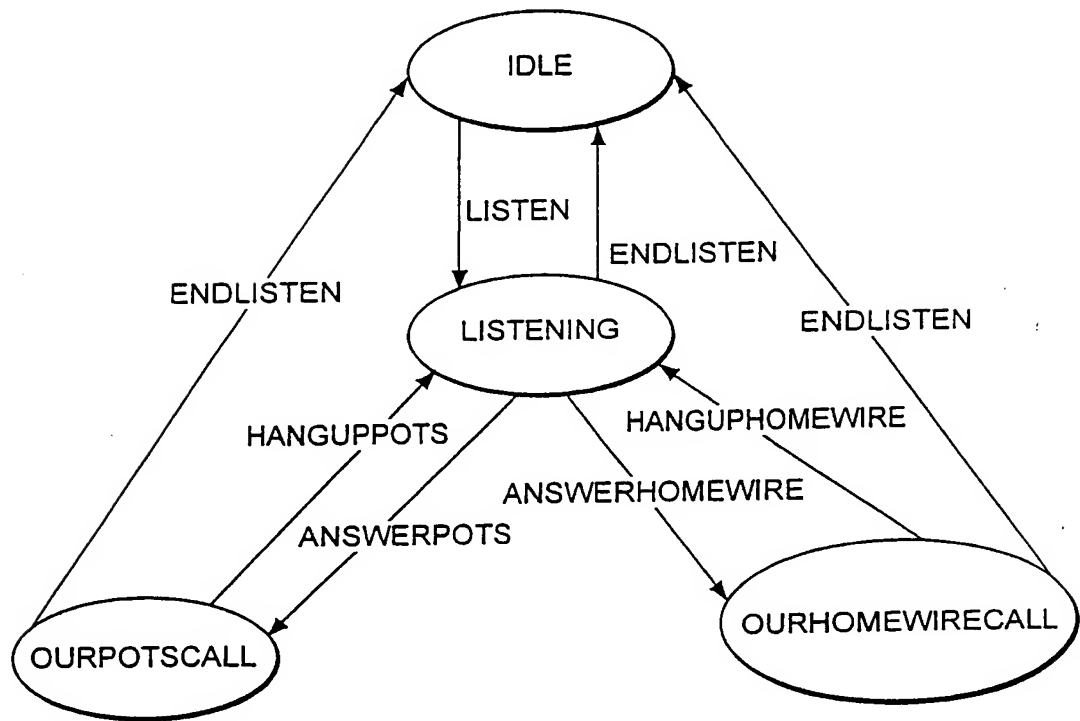 IDLE
LISTEN
ENDLISTEN
ENDLISTEN
ENDLISTEN
LISTENING
HANGUPPOTS
HANGUPHOMEWIRE
ANSWERHOMEWIRE
ANSWERPOTS
OURHOMEWIRECALL
OURPOTSCALL